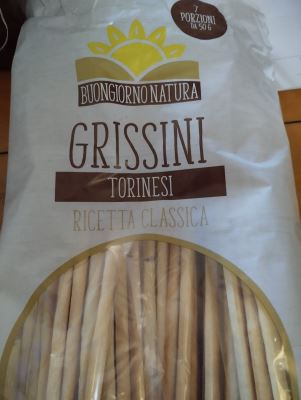 7
PORZIONI
DA 50 G
BUONGIORNO NATURA
GRISSINI
TORINESI
RICETTA CLASSICA